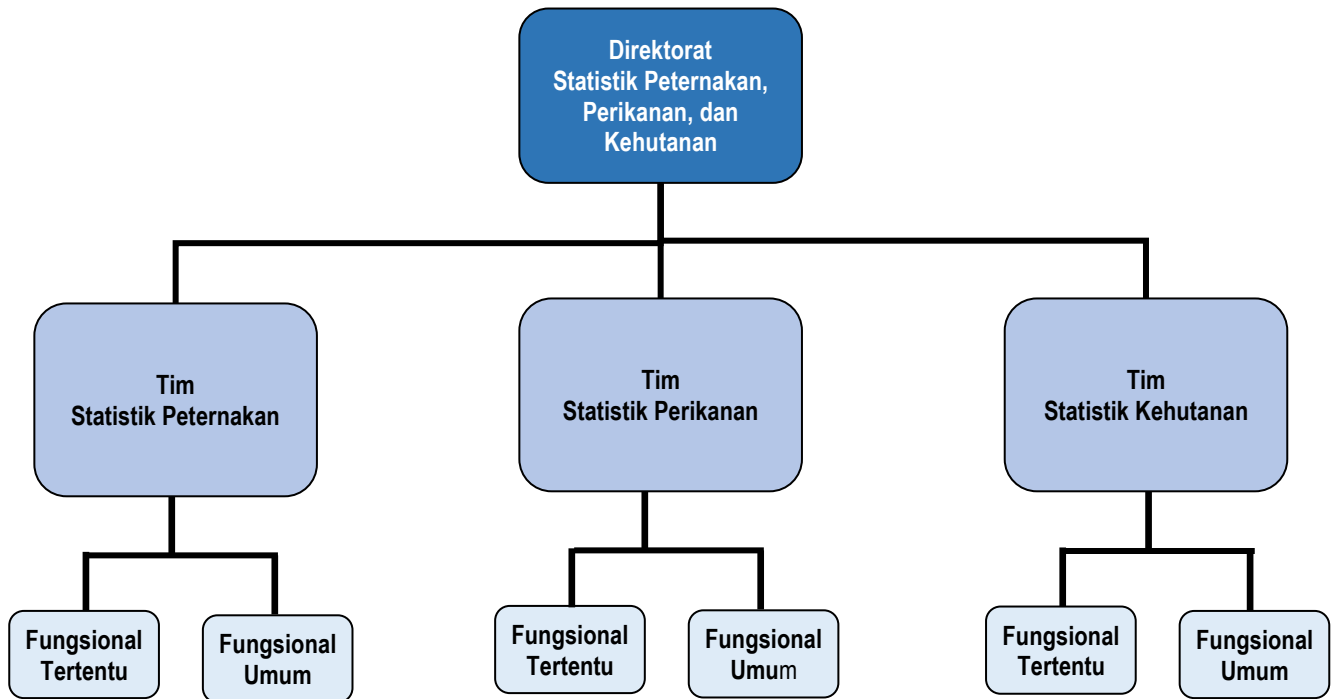 Direktorat
Statistik Peternakan,
Perikanan, dan
Kehutanan
Tim
Statistik Peternakan
Tim
Statistik Perikanan
Tim
Statistik Kehutanan
Fungsional
Tertentu
Fungsional
Umum
Fungsional
Tertentu
Fungsional
Umum
Fungsional
Tertentu
Fungsional
Umum